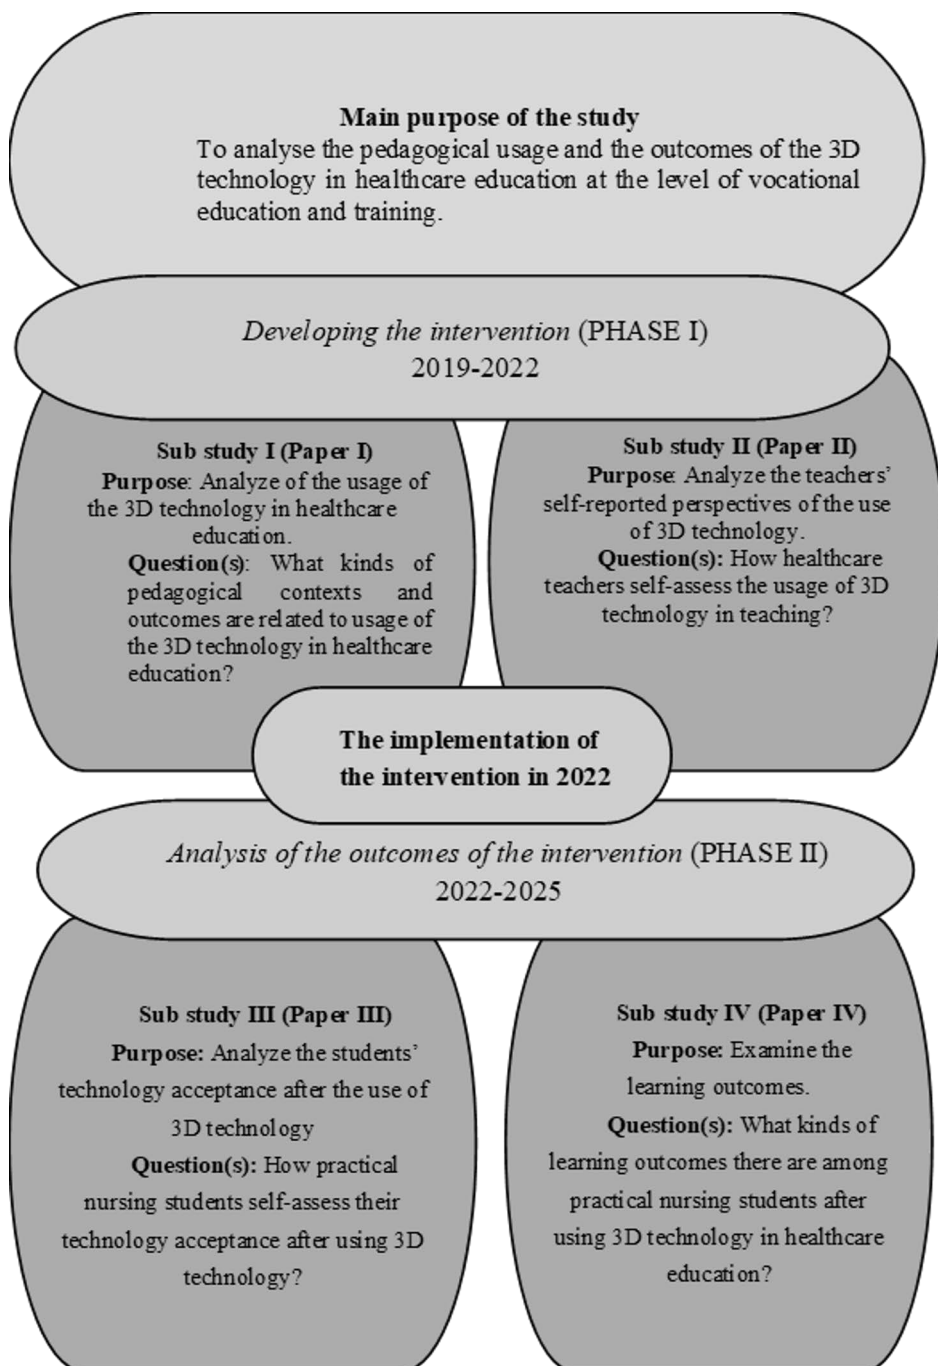 Main purpose of the study
To analyse the pedagogical usage and the outcomes of the 3D
technology in healthcare education at the level of vocational
education and training.
Developing the intervention (PHASE I)
2019-2022
Sub study I (Paper I)
Purpose: Analyze of the usage of
the 3D technology in healthcare
education.
Question(s): What kinds of
pedagogical contexts and
outcomes are related to usage of
the 3D technology in healthcare
education?
Sub study II (Paper II)
Purpose: Analyze the teachers’
self-reported perspectives of the use
of 3D technology.
Question(s): How healthcare
teachers self-assess the usage of 3D
technology in teaching?
The implementation of
the intervention in 2022
Analysis of the outcomes of the intervention (PHASE II)
2022-2025
Sub study III (Paper III)
Purpose: Analyze the students’
technology acceptance after the use of
3D technology
Question(s): How practical
nursing students self-assess their
technology acceptance after using 3D
technology?
Sub study IV (Paper IV)
Purpose: Examine the
learning outcomes.
Question(s): What kinds of
learning outcomes there are among
practical nursing students after
using 3D technology in healthcare
education?